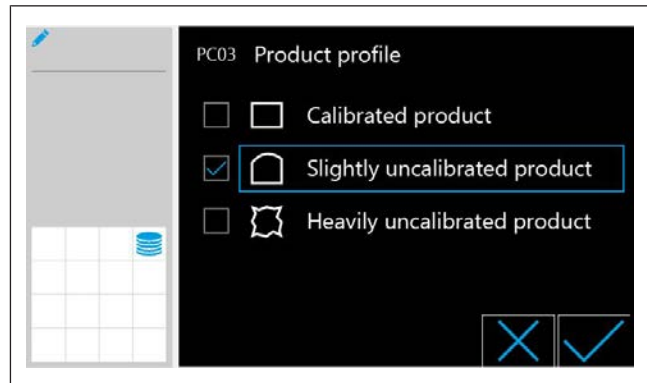 PC03 Product profile
Calibrated product
Slightly uncalibrated product
Heavily uncalibrated product